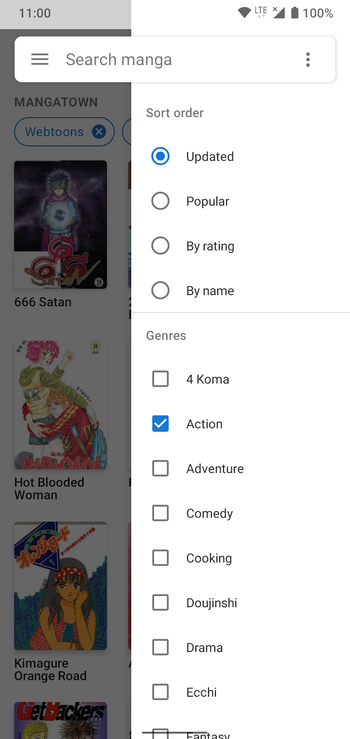 11:00
LTE
100%
Search manga
MANGATOWN
Webtoons
666 Satan
Hot Blooded
Woman
Kimagure
Orange Road
GetBackers
Sort order
Updated
Popular
By rating
By name
Genres
4 Koma
Action
Adventure
Comedy
Cooking
Doujinshi
Drama
Ecchi
Fantasy